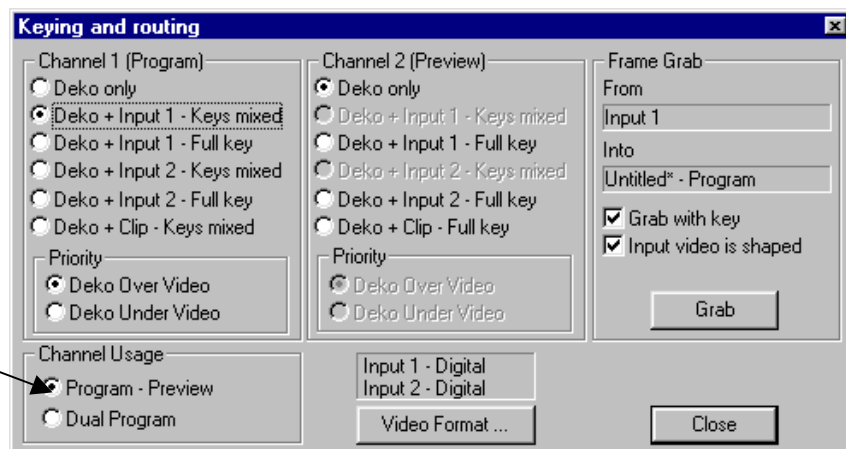 Keying and routing
Channel 1 (Program)
Deko only
Deko + Input 1 - Keys mixed
Deko + Input 1 - Full key
Deko + Input 2 - Keys mixed
Deko + Input 2 - Full key
Deko + Clip - Keys mixed
Priority
Deko Over Video
Deko Under Video
Channel 2 (Preview)
Deko only
Deko + Input 1 - Keys mixed
Deko + Input 1 - Full key
Deko + Input 2 - Keys mixed
Deko + Input 2 - Full key
Deko + Clip - Full key
Priority
Deko Over Video
Deko Under Video
Frame Grab
From
Input 1
Into
Untitled* - Program
Grab with key
Input video is shaped
Grab
Channel Usage
Program - Preview
Dual Program
Input 1 - Digital
Input 2 - Digital
Video Format ...
Close